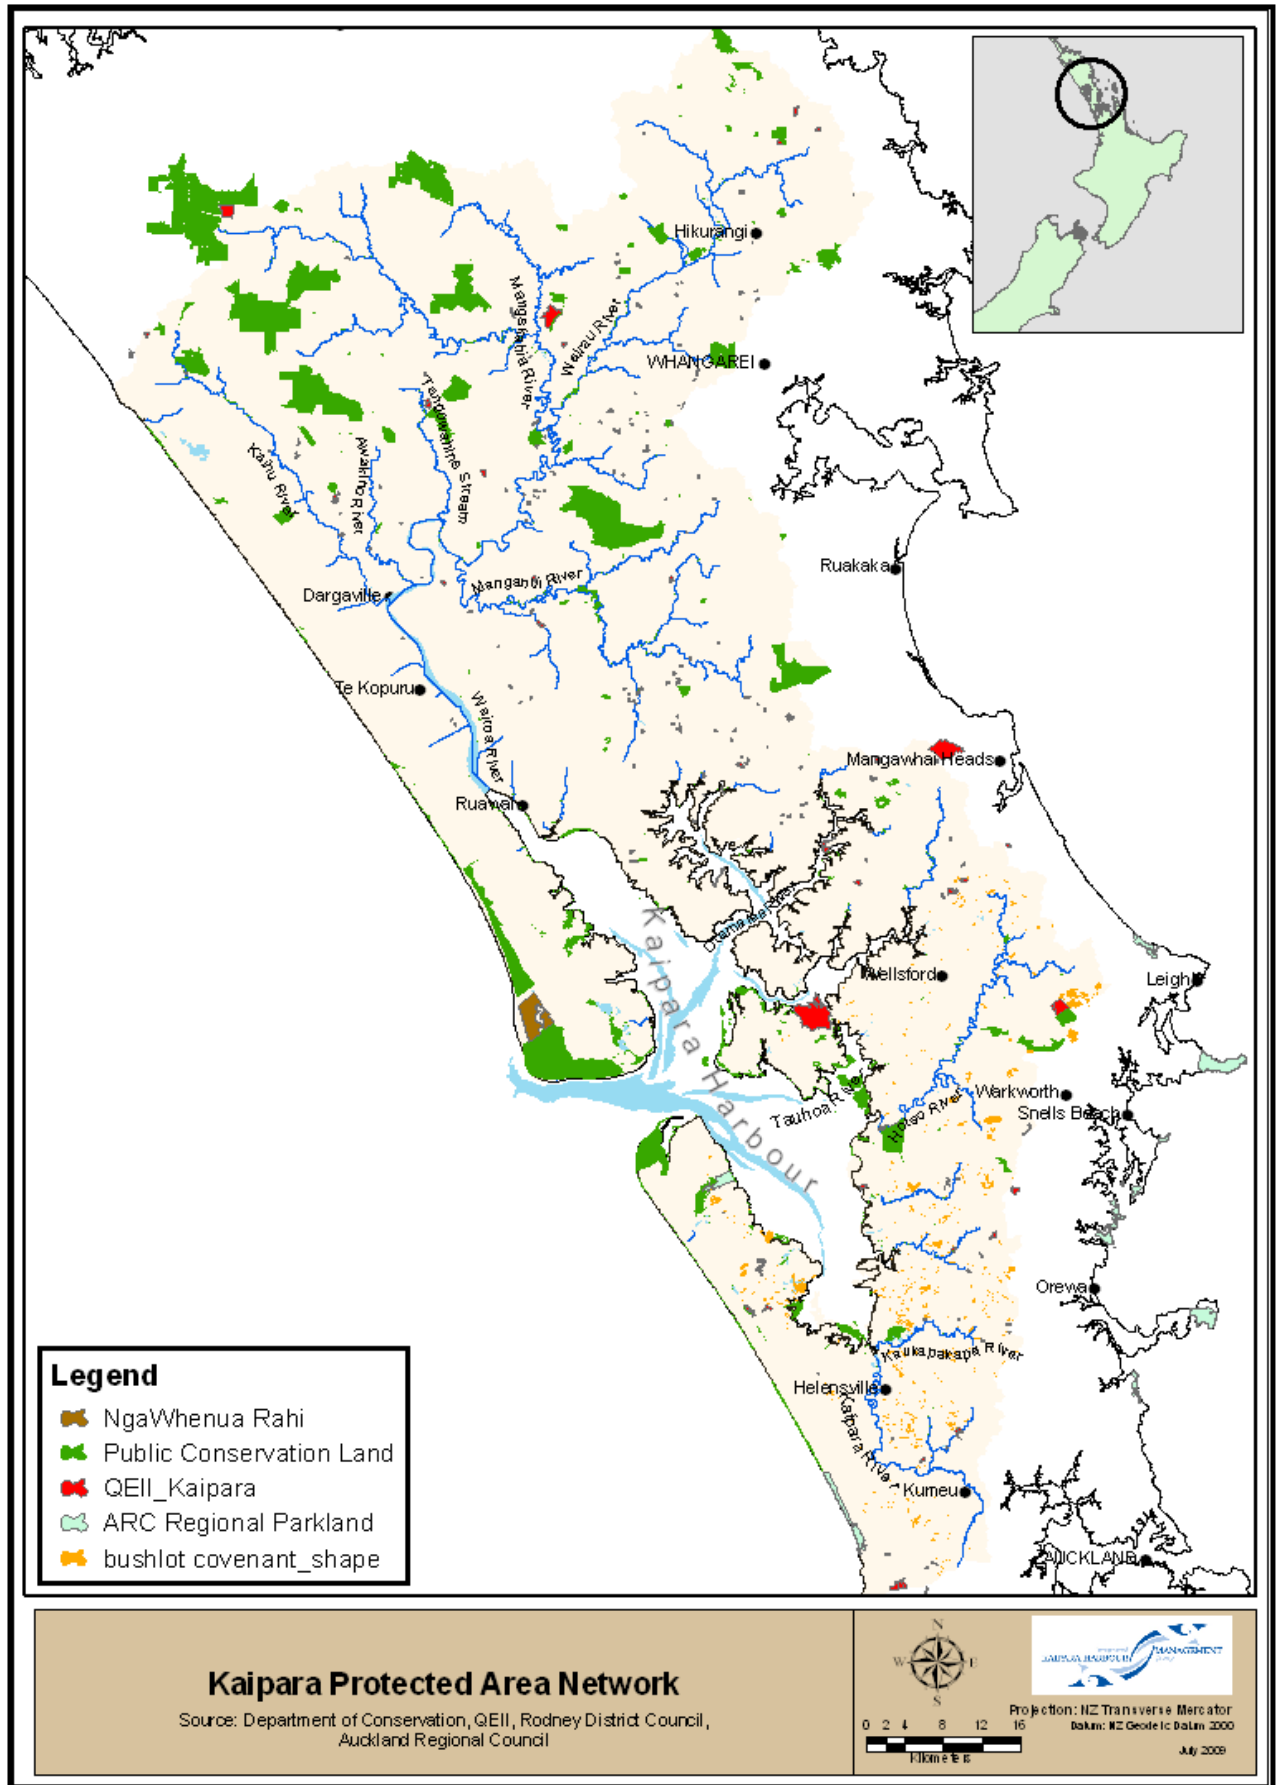 Hikurangi
Mangakahia River
Wairau River
WHANGAREI
Tangowahine Stream
Kaihu River
Awakino River
Ruakaka
Manganui River
Dargaville
Te Kopuru
Wairoa River
Mangawhai Heads
Ruawai
Kaipara Harbour
Otamatea River
Wellsford
Leigh
Tauhoa River
Hoteo River
Warkworth
Snells Beach
Orewa
Kaukapakapa River
Helensville
Kaipara River
Kumeu
AUCKLAND
Legend
NgaWhenua Rahi
Public Conservation Land
QEII_Kaipara
ARC Regional Parkland
bushlot covenant_shape
Kaipara Protected Area Network
Source: Department of Conservation, QEII, Rodney District Council,
Auckland Regional Council
N
W E
S
KAIPARA HARBOUR MANAGEMENT
Projection: NZ Transverse Mercator
Datum: NZ Geodetic Datum 2000
0 2 4 8 12 16
Kilometers
July 2009